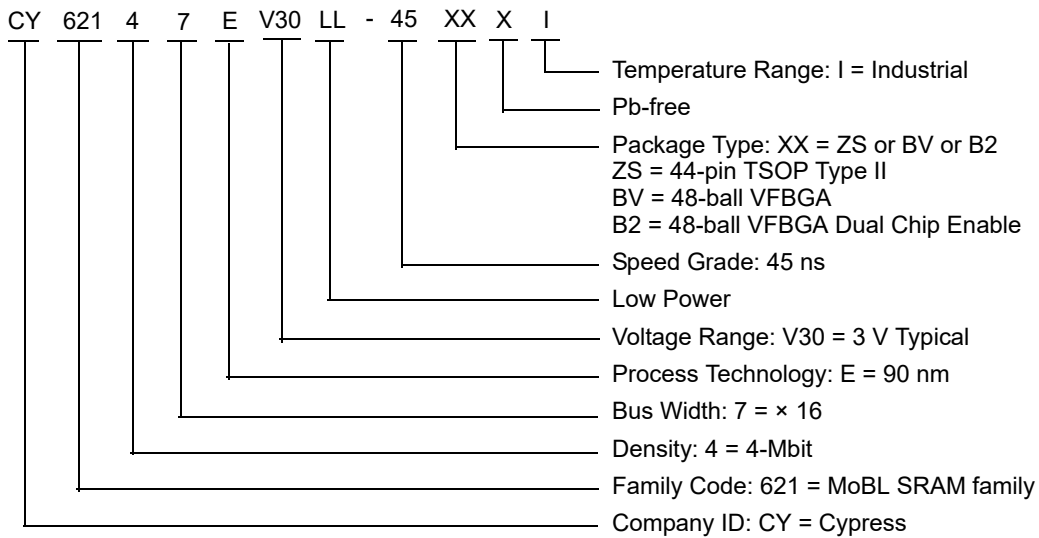 CY 621 4 7 E V30 LL - 45 XX X I
Temperature Range: I = Industrial
Pb-free
Package Type: XX = ZS or BV or B2
ZS = 44-pin TSOP Type II
BV = 48-ball VFBGA
B2 = 48-ball VFBGA Dual Chip Enable
Speed Grade: 45 ns
Low Power
Voltage Range: V30 = 3 V Typical
Process Technology: E = 90 nm
Bus Width: 7 = × 16
Density: 4 = 4-Mbit
Family Code: 621 = MoBL SRAM family
Company ID: CY = Cypress